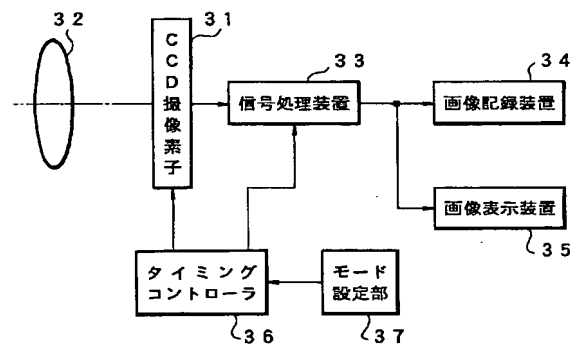 32
31
CCD撮像素子
33
信号処理装置
34
画像記録装置
画像表示装置
35
タイミング
コントローラ
36
モード
設定部
37